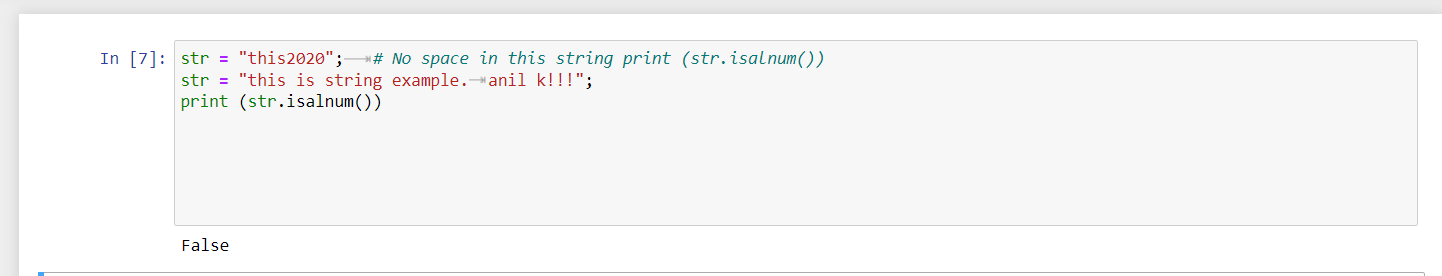 In [7]: str = "this2020";	# No space in this string print (str.isalnum())
str = "this is string example.	anil k!!!";
print (str.isalnum())
False